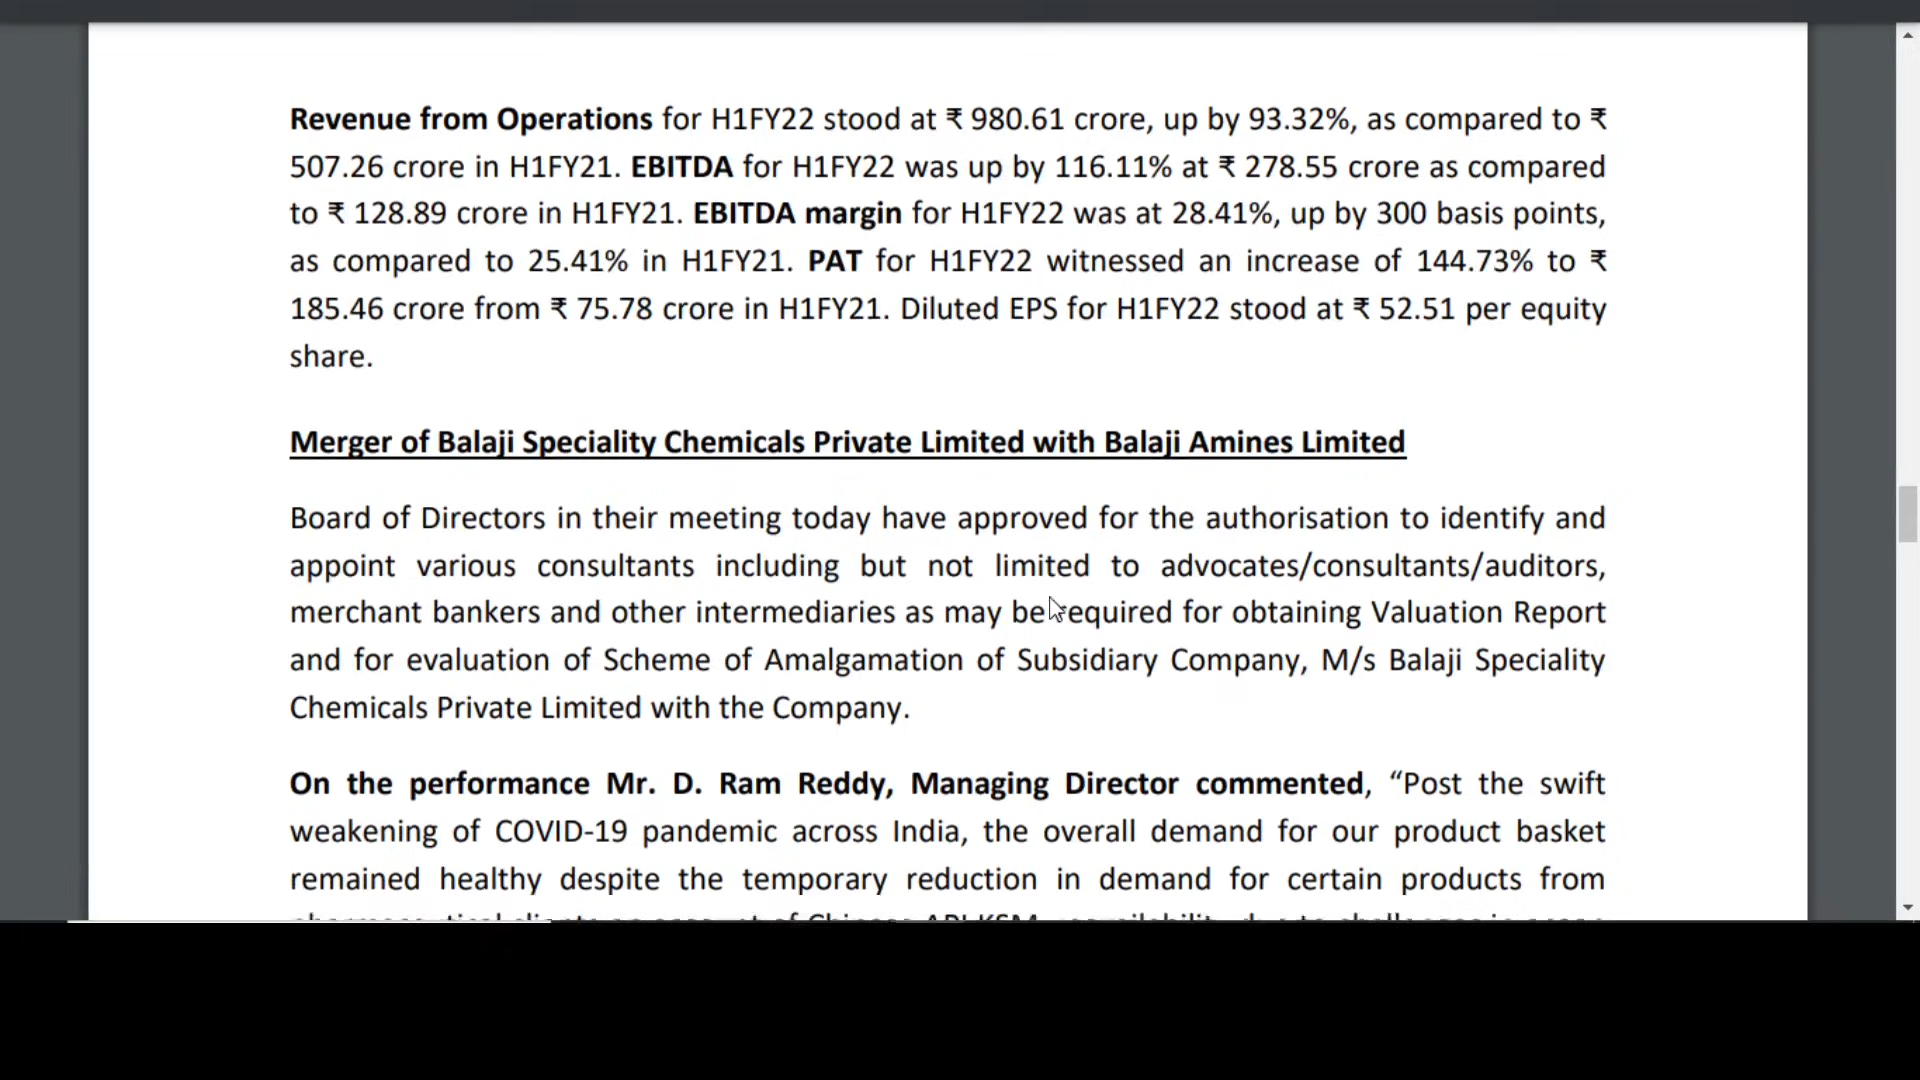 Revenue from Operations for H1FY22 stood at ₹ 980.61 crore, up by 93.32%, as compared to ₹
507.26 crore in H1FY21. EBITDA for H1FY22 was up by 116.11% at ₹ 278.55 crore as compared
to ₹ 128.89 crore in H1FY21. EBITDA margin for H1FY22 was at 28.41%, up by 300 basis points,
as compared to 25.41% in H1FY21. PAT for H1FY22 witnessed an increase of 144.73% to ₹
185.46 crore from ₹ 75.78 crore in H1FY21. Diluted EPS for H1FY22 stood at ₹ 52.51 per equity
share.
Merger of Balaji Speciality Chemicals Private Limited with Balaji Amines Limited
Board of Directors in their meeting today have approved for the authorisation to identify and
appoint various consultants including but not limited to advocates/consultants/auditors,
merchant bankers and other intermediaries as may be required for obtaining Valuation Report
and for evaluation of Scheme of Amalgamation of Subsidiary Company, M/s Balaji Speciality
Chemicals Private Limited with the Company.
On the performance Mr. D. Ram Reddy, Managing Director commented, “Post the swift
weakening of COVID-19 pandemic across India, the overall demand for our product basket
remained healthy despite the temporary reduction in demand for certain products from